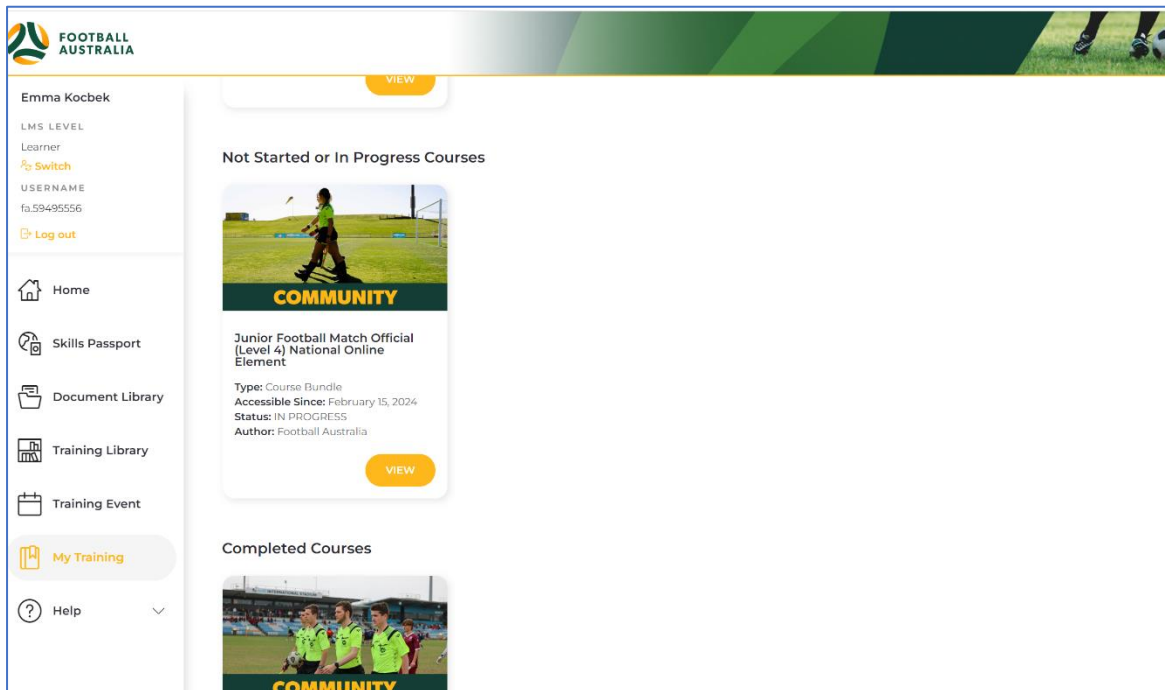 FOOTBALL
AUSTRALIA
Emma Kocbek
LMS LEVEL
Learner
Switch
USERNAME
fa.59495556
Log out
Home
Skills Passport
Document Library
Training Library
Training Event
My Training
Help
VIEW
Not Started or In Progress Courses
COMMUNITY
Junior Football Match Official
(Level 4) National Online
Element
Type: Course Bundle
Accessible Since: February 15, 2024
Status: IN PROGRESS
Author: Football Australia
VIEW
Completed Courses
COMMUNITY